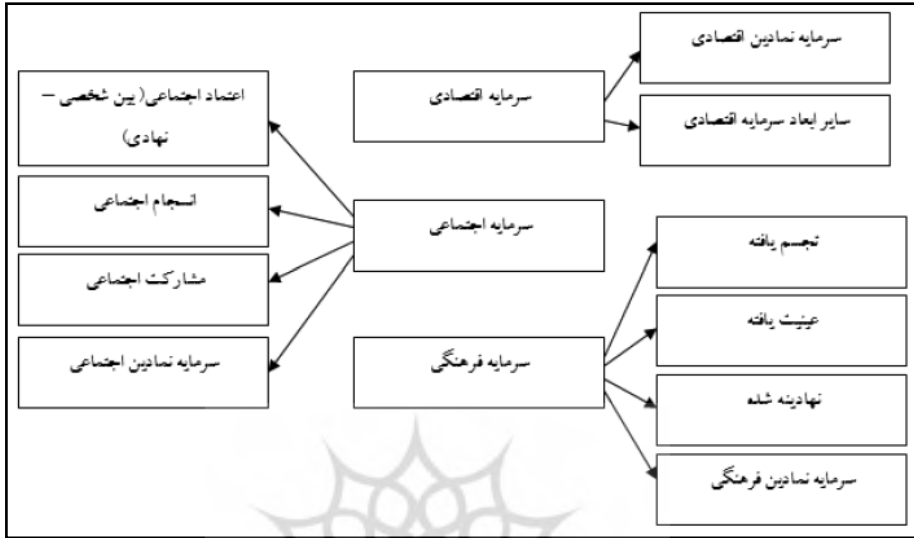 سرمایه نمادین اقتصادی
سرمایه اقتصادی
سایر ابعاد سرمایه اقتصادی
اعتماد اجتماعی( بین شخصی –
نهادی)
سرمایه اجتماعی
انسجام اجتماعی
مشارکت اجتماعی
سرمایه نمادین اجتماعی
سرمایه فرهنگی
تجسم یافته
عینیت یافته
نهادینه شده
سرمایه نمادین فرهنگی